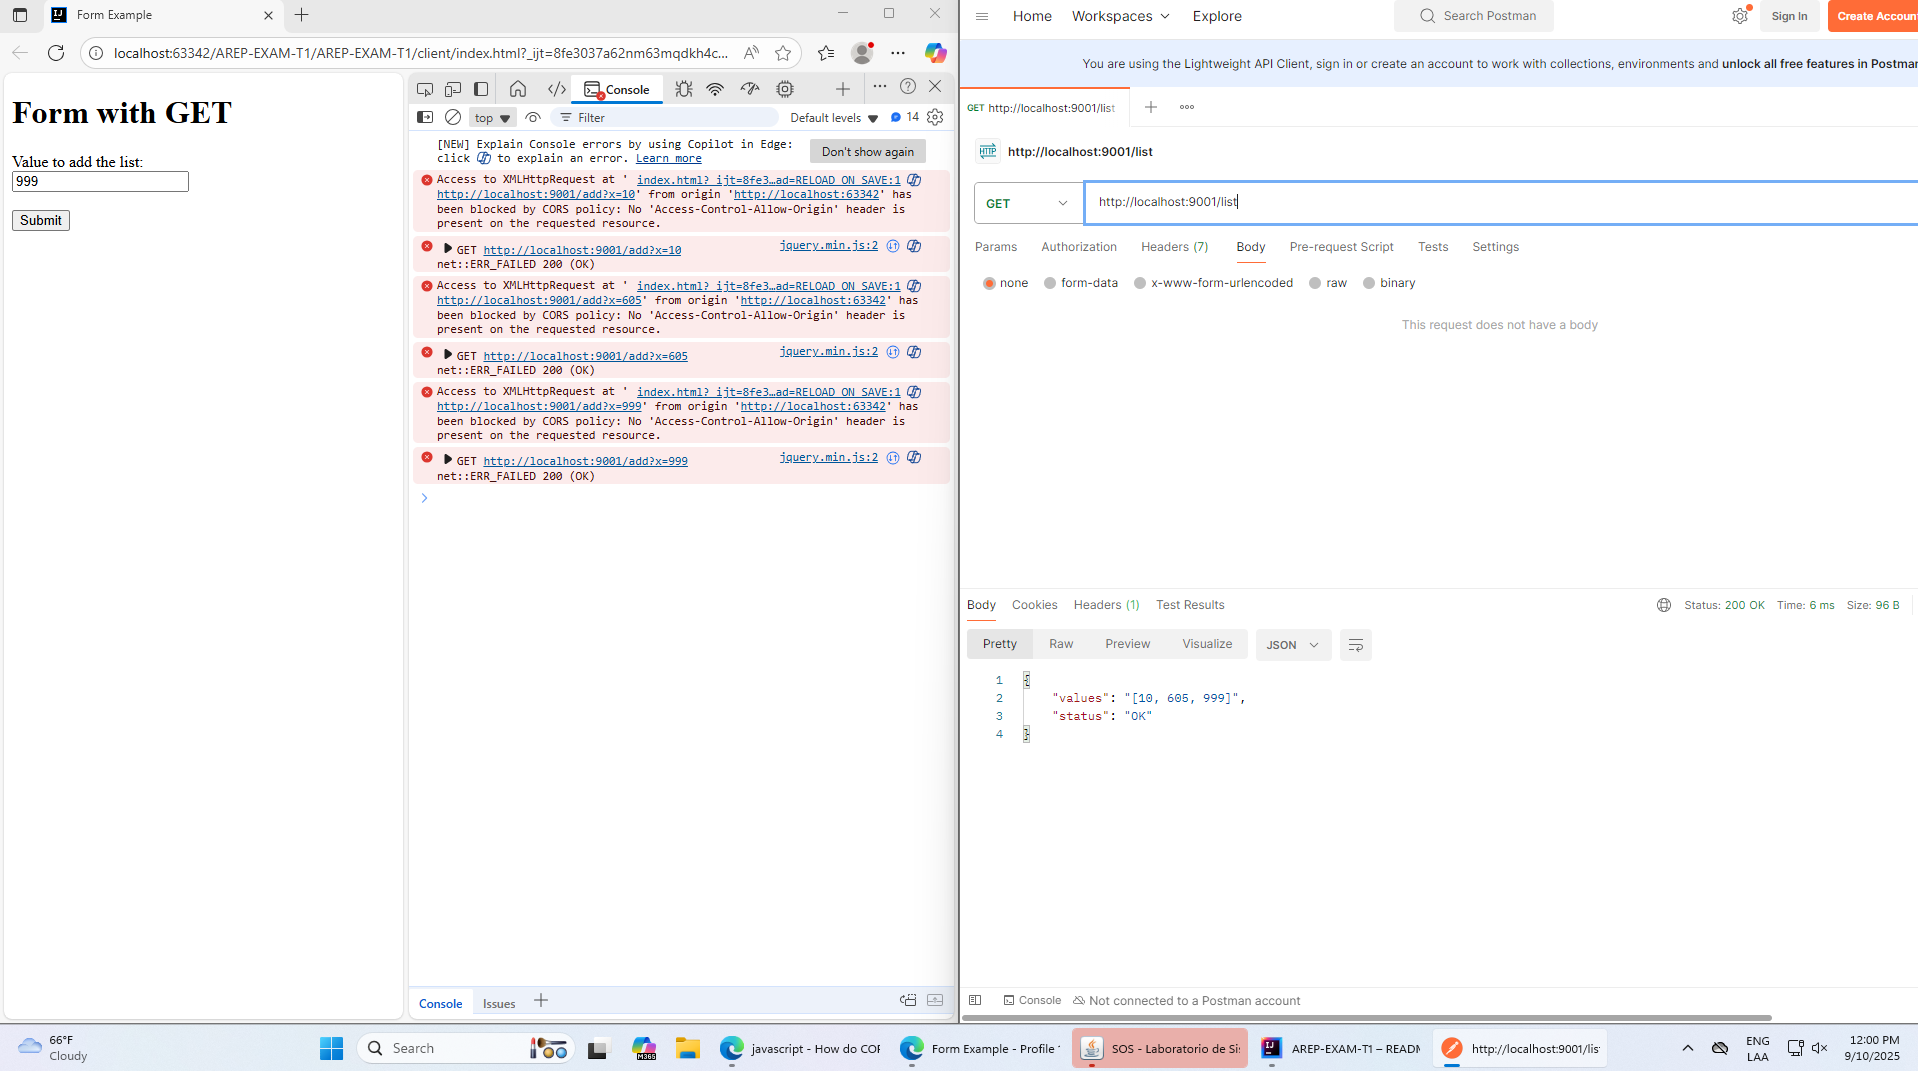 Form Example
localhost:63342/AREP-EXAM-T1/AREP-EXAM-T1/client/index.html?_ijt=8fe3037a62nm63mqdkh4c...
Form with GET
Value to add the list:
999
Submit
Console
top
Filter
Default levels
14
[NEW] Explain Console errors by using Copilot in Edge:
click to explain an error. Learn more
Don't show again
Access to XMLHttpRequest at ' index.html?_ijt=8fe3…ad=RELOAD_ON_SAVE:1
http://localhost:9001/add?x=10' from origin 'http://localhost:63342' has
been blocked by CORS policy: No 'Access-Control-Allow-Origin' header is
present on the requested resource.
GET http://localhost:9001/add?x=10 jquery.min.js:2
net::ERR_FAILED 200 (OK)
Access to XMLHttpRequest at ' index.html?_ijt=8fe3…ad=RELOAD_ON_SAVE:1
http://localhost:9001/add?x=605' from origin 'http://localhost:63342' has
been blocked by CORS policy: No 'Access-Control-Allow-Origin' header is
present on the requested resource.
GET http://localhost:9001/add?x=605 jquery.min.js:2
net::ERR_FAILED 200 (OK)
Access to XMLHttpRequest at ' index.html?_ijt=8fe3…ad=RELOAD_ON_SAVE:1
http://localhost:9001/add?x=999' from origin 'http://localhost:63342' has
been blocked by CORS policy: No 'Access-Control-Allow-Origin' header is
present on the requested resource.
GET http://localhost:9001/add?x=999 jquery.min.js:2
net::ERR_FAILED 200 (OK)
Console Issues
Home Workspaces Explore
Search Postman
Sign In
Create Accoun
You are using the Lightweight API Client, sign in or create an account to work with collections, environments and unlock all free features in Postman
GET http://localhost:9001/list
HTTP http://localhost:9001/list
GET http://localhost:9001/list
Params Authorization Headers (7) Body Pre-request Script Tests Settings
none form-data x-www-form-urlencoded raw binary
This request does not have a body
Body Cookies Headers (1) Test Results
Status: 200 OK Time: 6 ms Size: 96 B
Pretty Raw Preview Visualize JSON
1 {
2 "values": "[10, 605, 999]",
3 "status": "OK"
4 }
Console Not connected to a Postman account
66°F
Cloudy
Search
M365
javascript - How do COR
Form Example - Profile
SOS - Laboratorio de Si
AREP-EXAM-T1 – READM
http://localhost:9001/lis
ENG
LAA
12:00 PM
9/10/2025